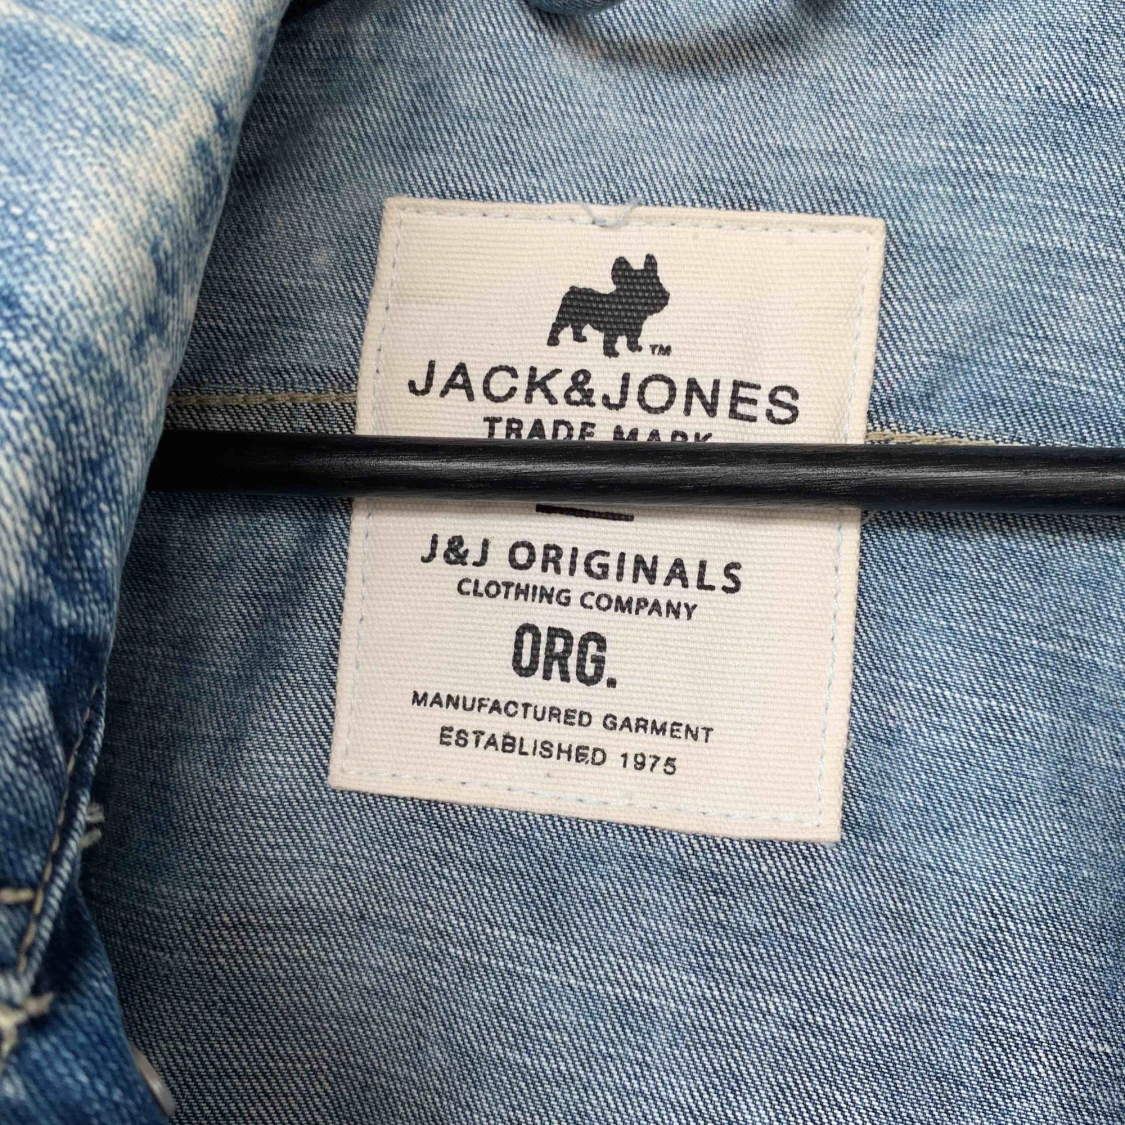 ™
JACK&JONES
TRADE MARK
J&J ORIGINALS
CLOTHING COMPANY
ORG.
MANUFACTURED GARMENT
ESTABLISHED 1975